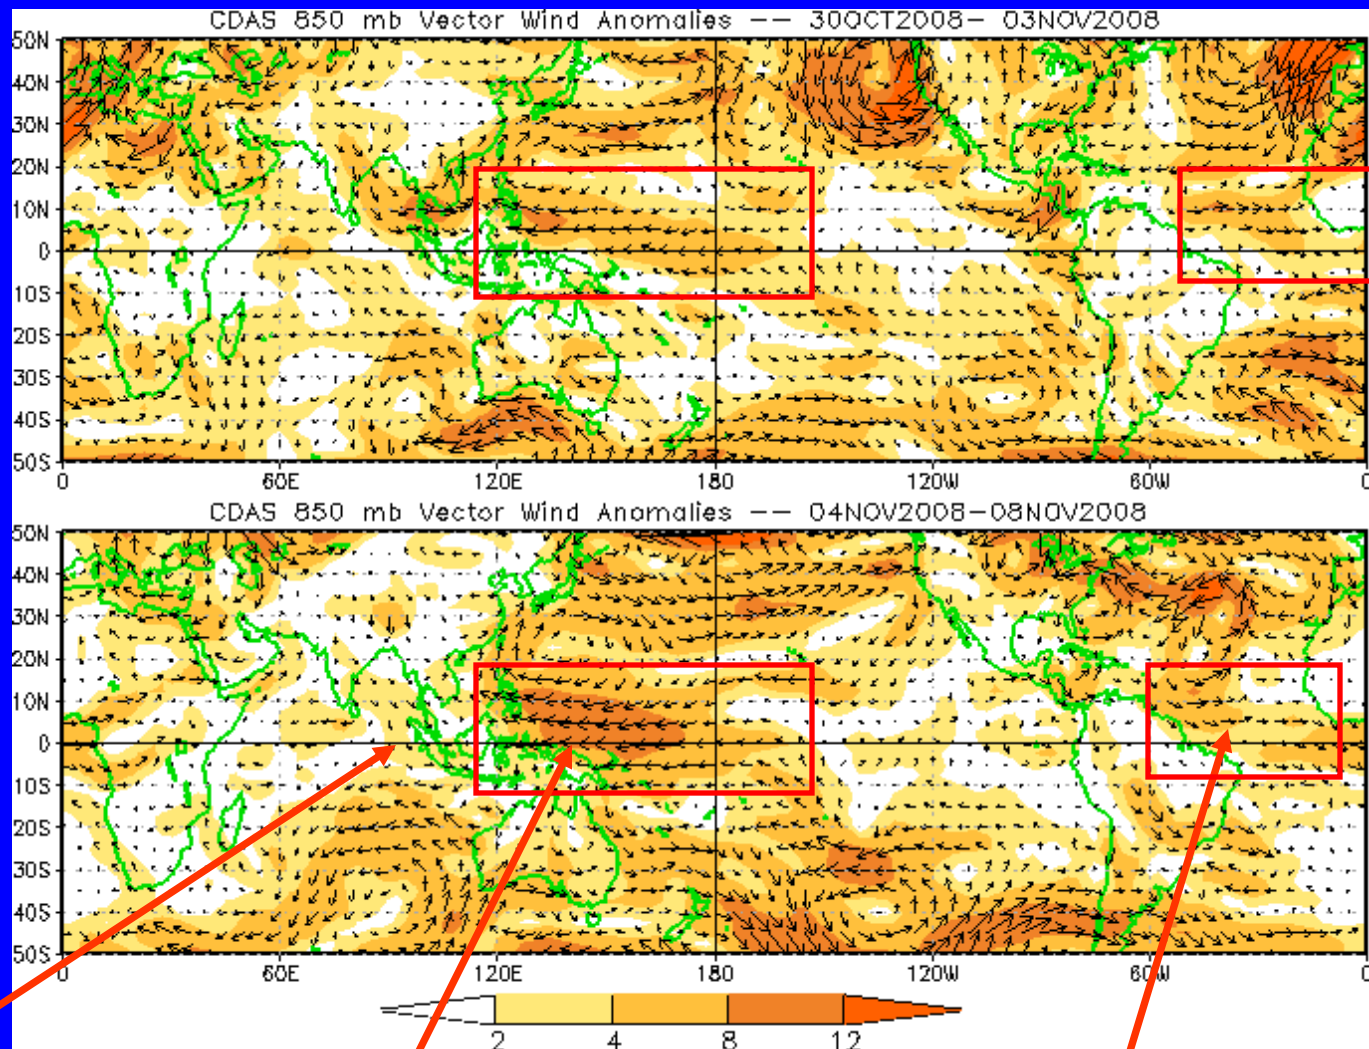 CDAS 850 mb Vector Wind Anomalies -- 30OCT2008- 03NOV2008
50N
40N
30N
20N
10N
0
10S
20S
30S
40S
50S
0 60E 120E 180 120W 60W 0
CDAS 850 mb Vector Wind Anomalies -- 04NOV2008-08NOV2008
50N
40N
30N
20N
10N
0
10S
20S
30S
40S
50S
0 60E 120E 180 120W 60W 0
2 4 8 12